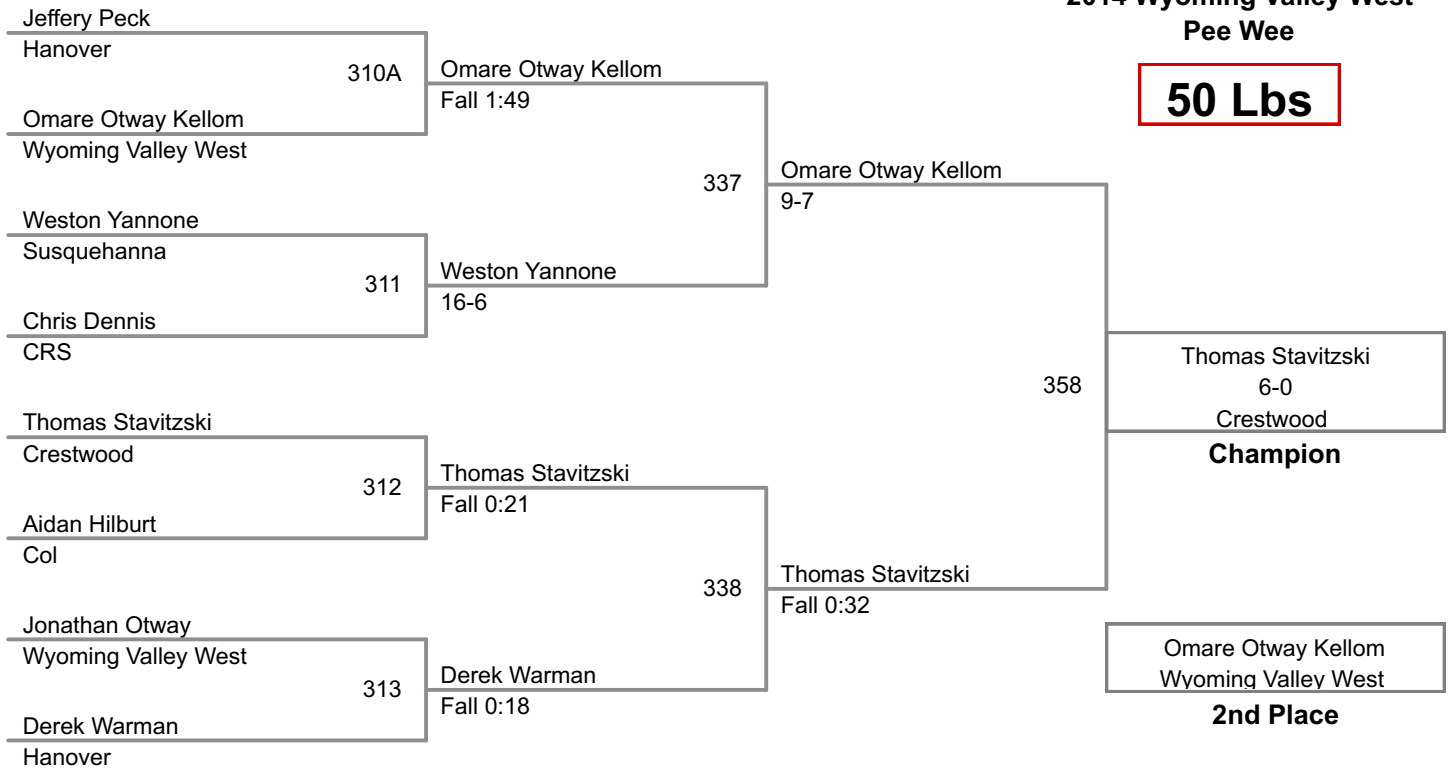 2014 Wyoming Valley West
Pee Wee
50 Lbs
Jeffery Peck
Hanover
310A
Omare Otway Kellom
Fall 1:49
Omare Otway Kellom
Wyoming Valley West
337
Omare Otway Kellom
9-7
Weston Yannone
Susquehanna
311
Weston Yannone
16-6
Chris Dennis
CRS
358
Thomas Stavitzski
6-0
Crestwood
Champion
Thomas Stavitzski
Crestwood
312
Thomas Stavitzski
Fall 0:21
Aidan Hilburt
Col
338
Thomas Stavitzski
Fall 0:32
Jonathan Otway
Wyoming Valley West
313
Derek Warman
Fall 0:18
Derek Warman
Hanover
Omare Otway Kellom
Wyoming Valley West
2nd Place